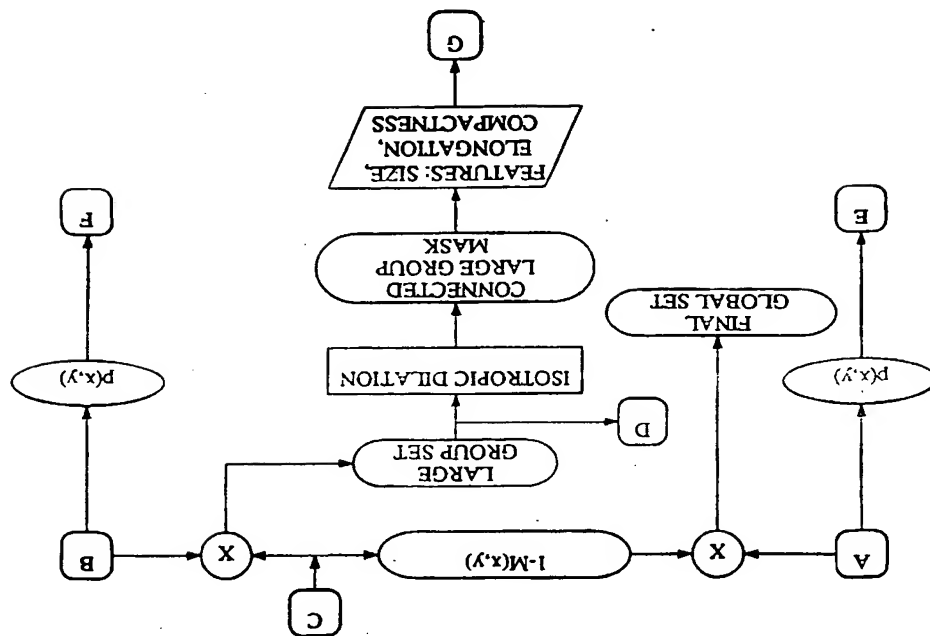 C
A
X
1-M(x,y)
X
B
LARGE
GROUP SET
D
p(x,y)
ISOTROPIC DILATION
p(x,y)
FINAL
GLOBAL SET
CONNECTED
LARGE GROUP
MASK
E
F
FEATURES: SIZE,
ELONGATION,
COMPACTNESS
G